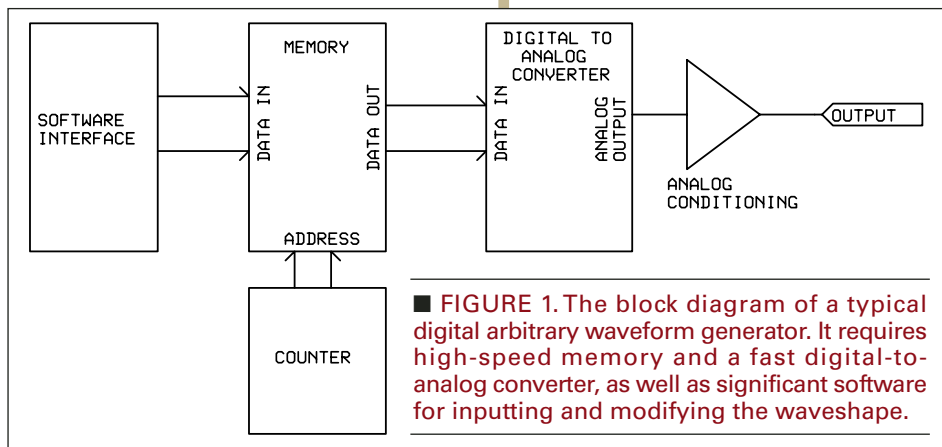 SOFTWARE
INTERFACE
MEMORY
DATA IN
DATA OUT
ADDRESS
COUNTER
DIGITAL TO
ANALOG
CONVERTER
DATA IN
ANALOG
OUTPUT
ANALOG
CONDITIONING
OUTPUT
■ FIGURE 1. The block diagram of a typical
digital arbitrary waveform generator. It requires
high-speed memory and a fast digital-to-
analog converter, as well as significant software
for inputting and modifying the waveshape.